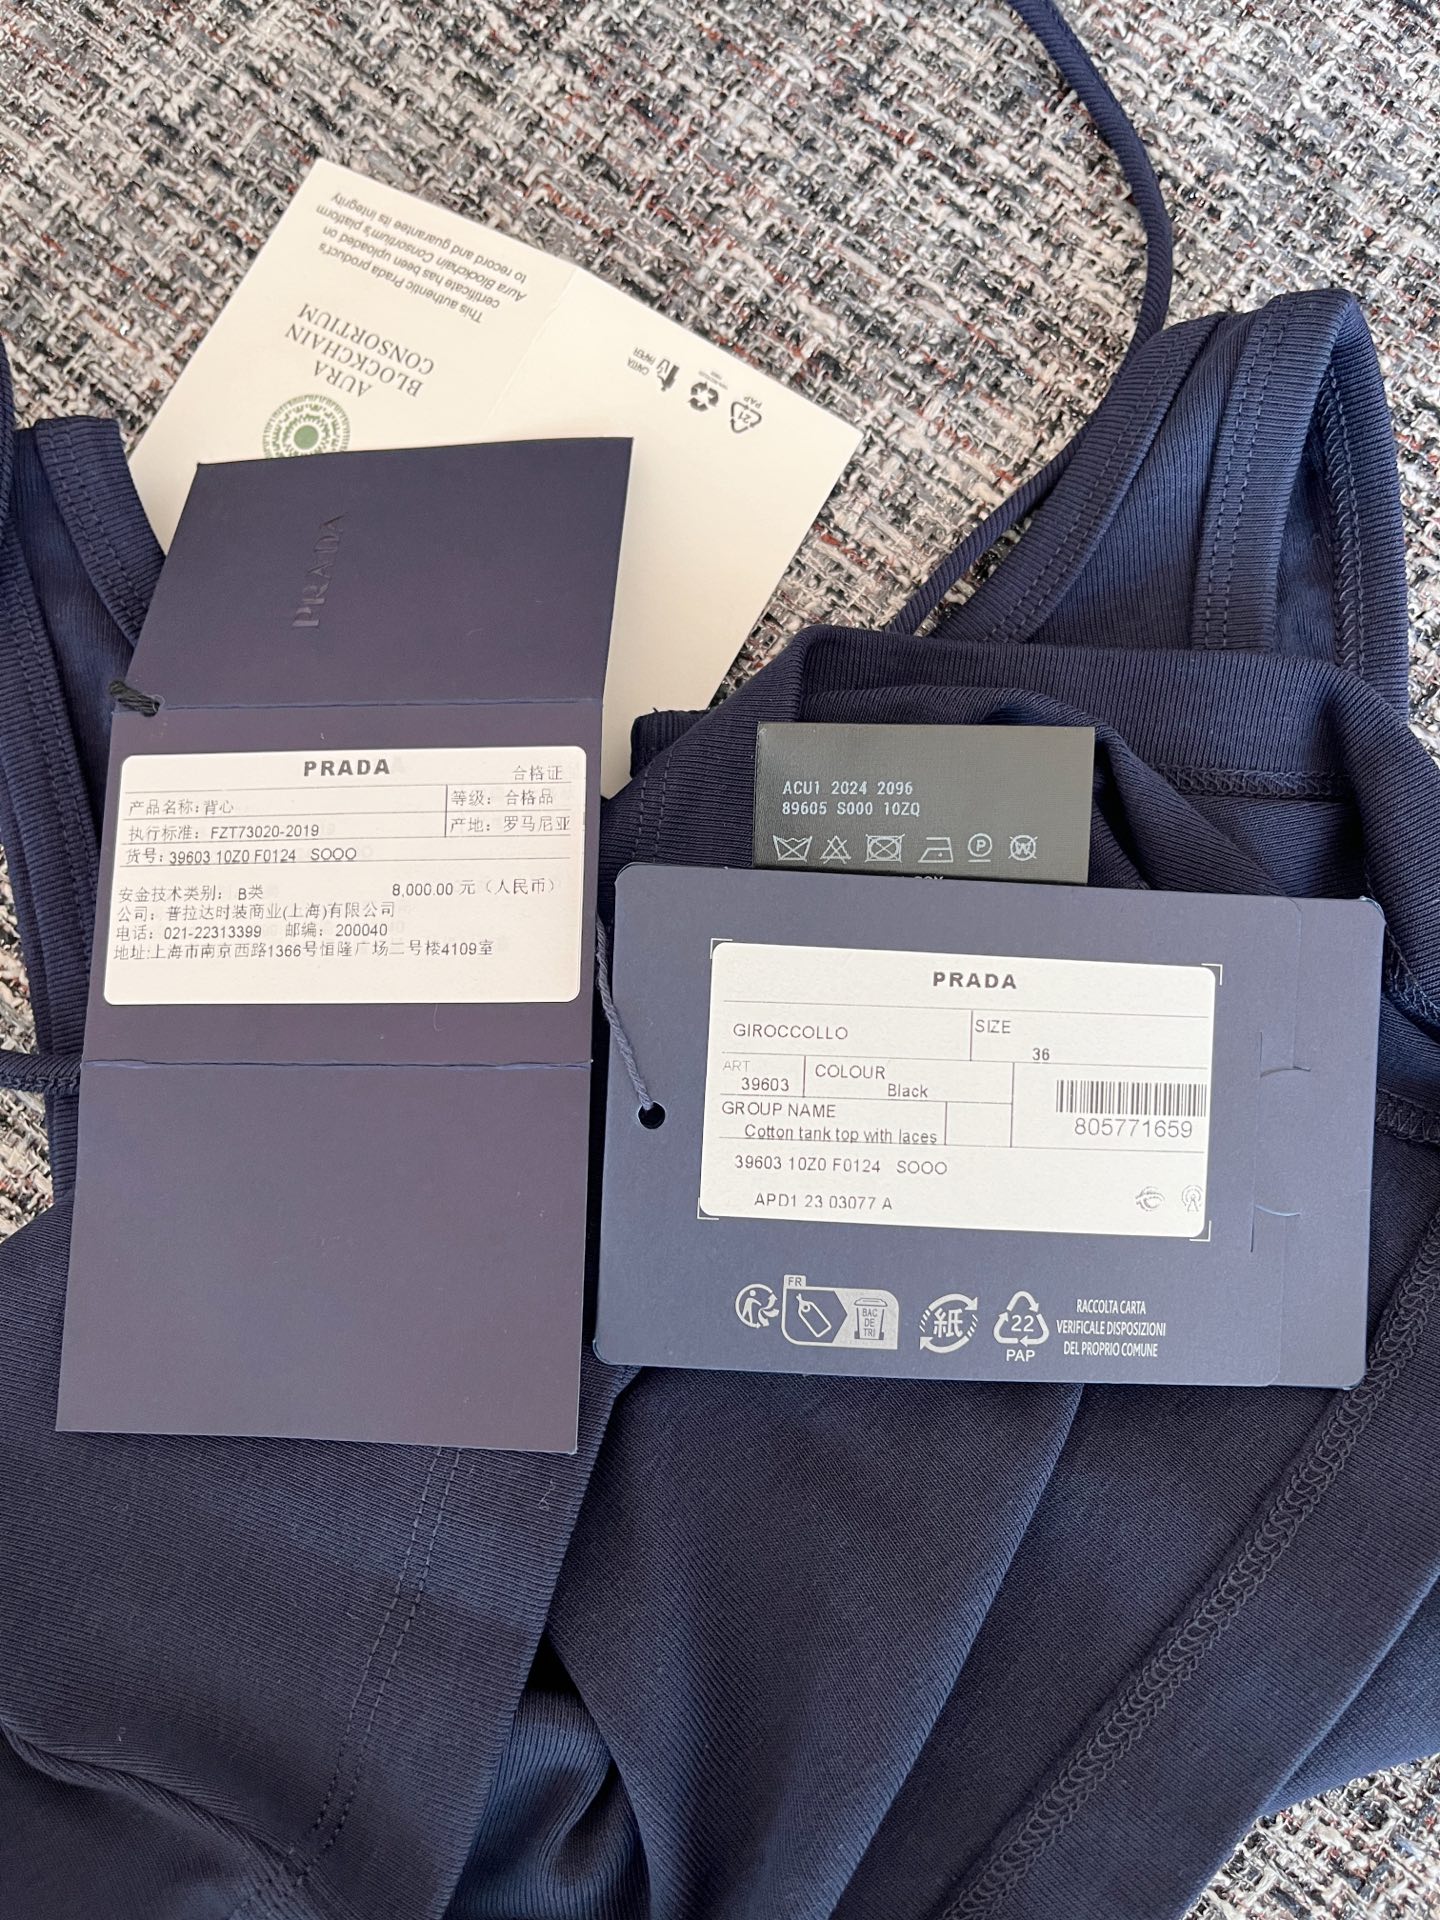 This authentic Prada product's
certificate has been uploaded on
Aura Blockchain Consortium's platform
to record and guarantee its integrity
AURA
BLOCKCHAIN
CONSORTIUM
CARTA
PAPER
21
PAP
PRADA
PRADA
合格证
产品名称: 背心
等级: 合格品
执行标准: FZT73020-2019
产地: 罗马尼亚
货号: 39603 10Z0 F0124 SOOO
安金技术类别: B类 8,000.00 元（人民币）
公司: 普拉达时装商业(上海)有限公司
电话: 021-22313399 邮编: 200040
地址:上海市南京西路1366号恒隆广场二号楼4109室
ACU1 2024 2096
89605 S000 10ZQ
P W
PRADA
GIROCCOLLO
SIZE
36
ART
39603
COLOUR
Black
GROUP NAME
Cotton tank top with laces
805771659
39603 10Z0 F0124 SOOO
APD1 23 03077 A
FR
BAC
DE
TRI
紙
22
PAP
RACCOLTA CARTA
VERIFICALE DISPOSIZIONI
DEL PROPRIO COMUNE